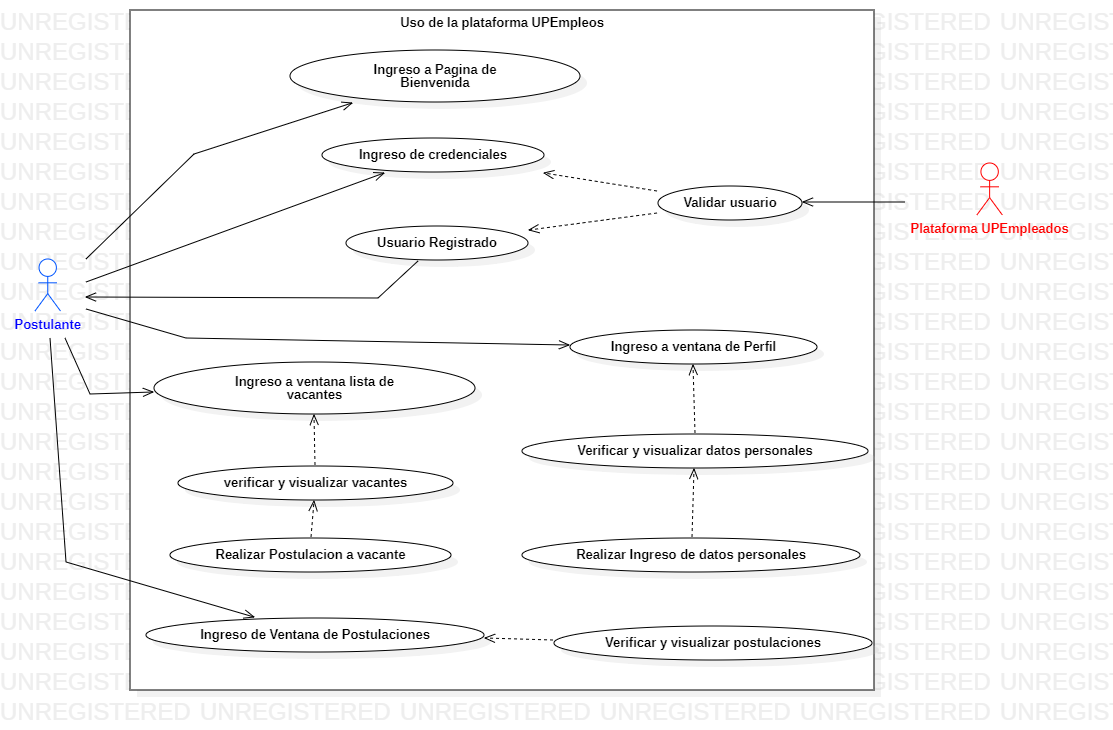 UNREGISTERED UNREGISTERED UNREGISTERED UNREGISTERED UNREGISTERED UNREGISTERED
Uso de la plataforma UPEmpleos
Ingreso a Pagina de
Bienvenida
Ingreso de credenciales
Validar usuario
Plataforma UPEmpleados
Usuario Registrado
Postulante
Ingreso a ventana de Perfil
Ingreso a ventana lista de
vacantes
Verificar y visualizar datos personales
verificar y visualizar vacantes
Realizar Postulacion a vacante
Realizar Ingreso de datos personales
Ingreso de Ventana de Postulaciones
Verificar y visualizar postulaciones